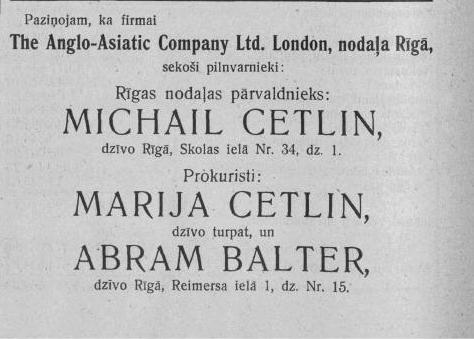 Paziņojam, ka firmai
The Anglo-Asiatic Company Ltd. London, nodaļa Rīgā,
sekoši pilnvarnieki:
Rīgas nodaļas pārvaldnieks:
MICHAIL CETLIN,
dzīvo Rīgā, Skolas ielā Nr. 34, dz. 1.
Prokuristi:
MARIJA CETLIN,
dzīvo turpat, un
ABRAM BALTER,
dzīvo Rīgā, Reimersa ielā 1, dz. Nr. 15.